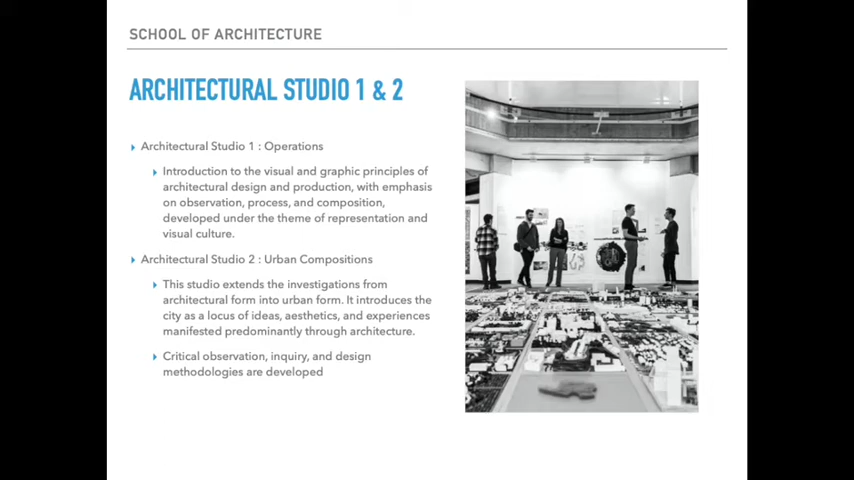 SCHOOL OF ARCHITECTURE
ARCHITECTURAL STUDIO 1 & 2
Architectural Studio 1 : Operations
Introduction to the visual and graphic principles of
architectural design and production, with emphasis
on observation, process, and composition,
developed under the theme of representation and
visual culture.
Architectural Studio 2 : Urban Compositions
This studio extends the investigations from
architectural form into urban form. It introduces the
city as a locus of ideas, aesthetics, and experiences
manifested predominantly through architecture.
Critical observation, inquiry, and design
methodologies are developed